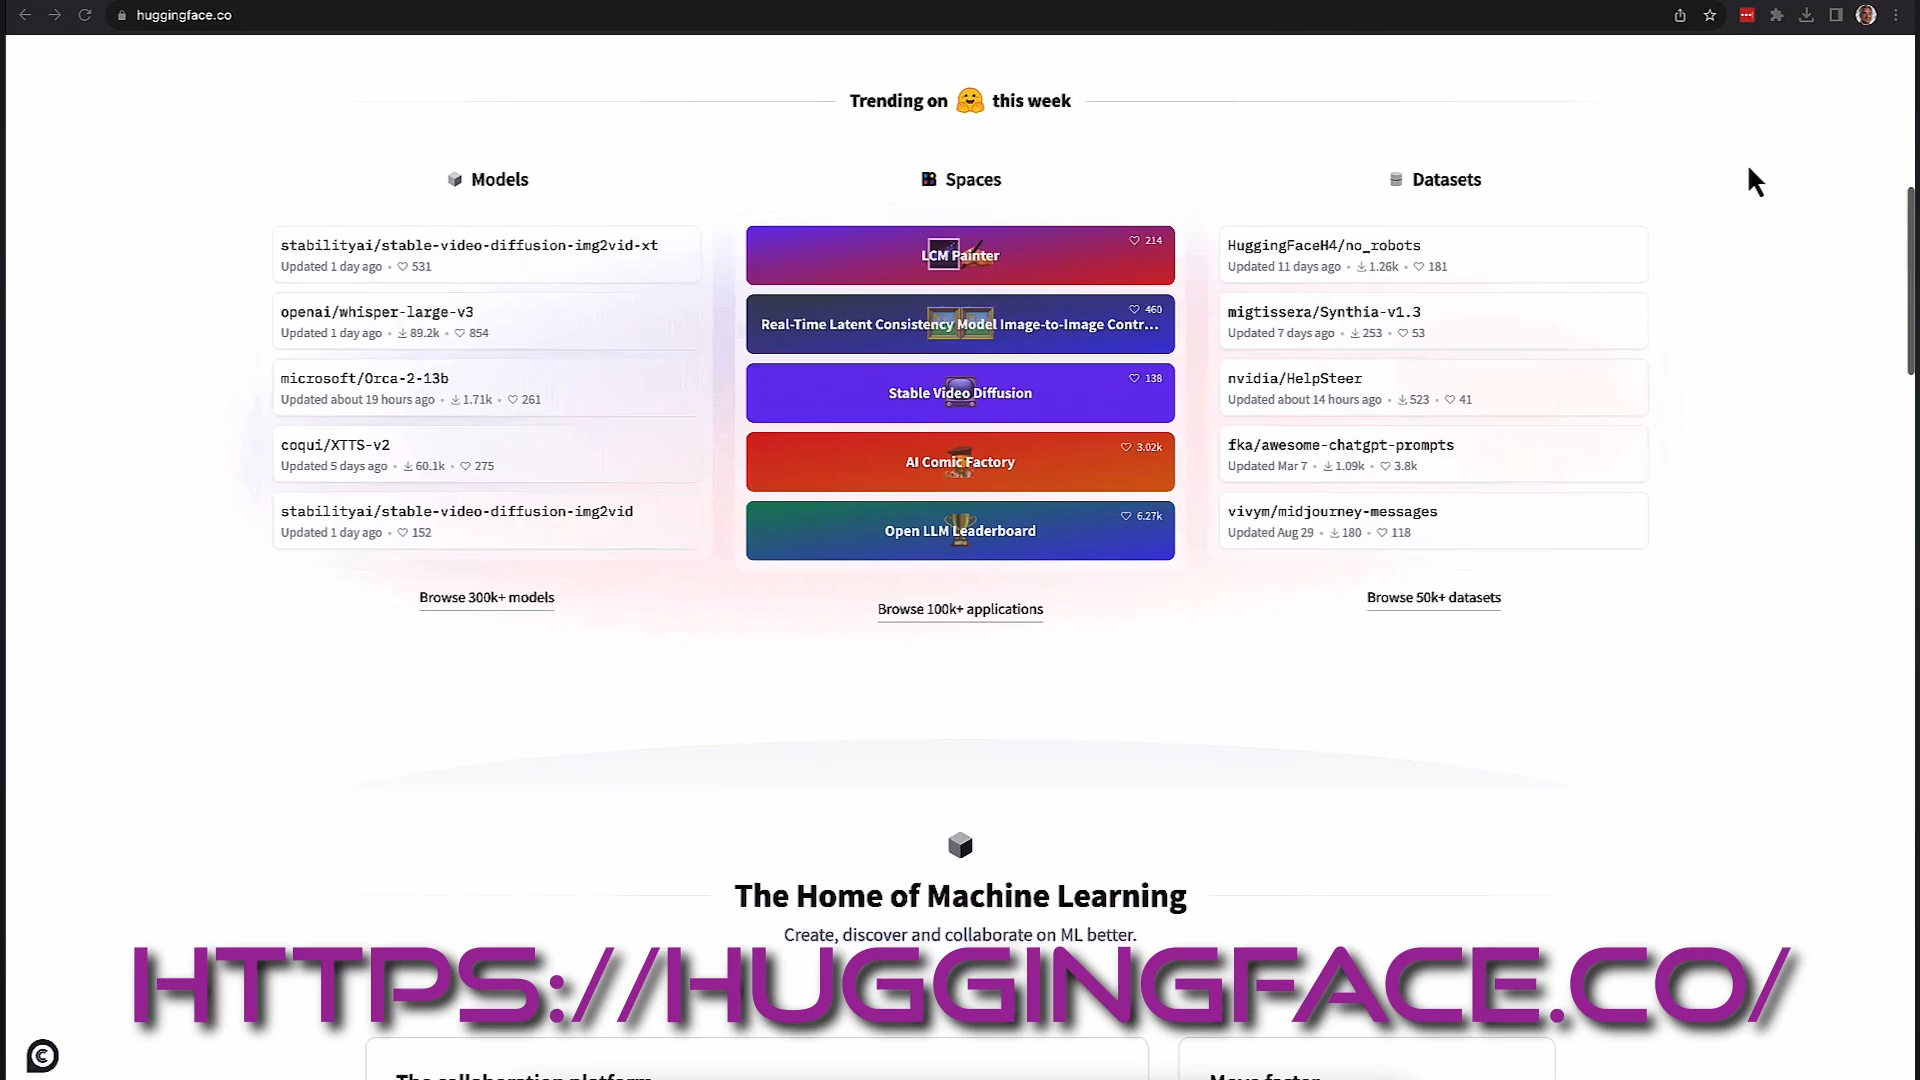 huggingface.co
Trending on 🤗 this week
Models
stabilityai/stable-video-diffusion-img2vid-xt
Updated 1 day ago • 531
openai/whisper-large-v3
Updated 1 day ago • 89.2k • 854
microsoft/Orca-2-13b
Updated about 19 hours ago • 1.71k • 261
coqui/XTTS-v2
Updated 5 days ago • 60.1k • 275
stabilityai/stable-video-diffusion-img2vid
Updated 1 day ago • 152
Browse 300k+ models
Spaces
214
LCM Painter
460
Real-Time Latent Consistency Model Image-to-Image Contr...
138
Stable Video Diffusion
3.02k
AI Comic Factory
6.27k
Open LLM Leaderboard
Browse 100k+ applications
Datasets
HuggingFaceH4/no_robots
Updated 11 days ago • 1.26k • 181
migtissera/Synthia-v1.3
Updated 7 days ago • 253 • 53
nvidia/HelpSteer
Updated about 14 hours ago • 523 • 41
fka/awesome-chatgpt-prompts
Updated Mar 7 • 1.09k • 3.8k
vivym/midjourney-messages
Updated Aug 29 • 180 • 118
Browse 50k+ datasets
The Home of Machine Learning
Create, discover and collaborate on ML better.
HTTPS://HUGGINGFACE.CO/
The collaboration platform
Move faster